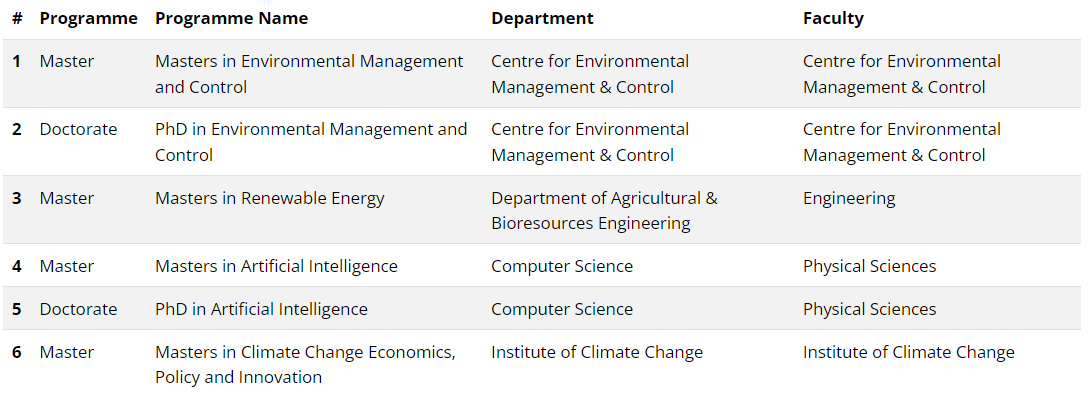 # Programme Programme Name Department Faculty
1 Master Masters in Environmental Management Centre for Environmental Centre for Environmental
and Control Management & Control Management & Control
2 Doctorate PhD in Environmental Management and Centre for Environmental Centre for Environmental
Control Management & Control Management & Control
3 Master Masters in Renewable Energy Department of Agricultural & Engineering
Bioresources Engineering
4 Master Masters in Artificial Intelligence Computer Science Physical Sciences
5 Doctorate PhD in Artificial Intelligence Computer Science Physical Sciences
6 Master Masters in Climate Change Economics, Institute of Climate Change Institute of Climate Change
Policy and Innovation